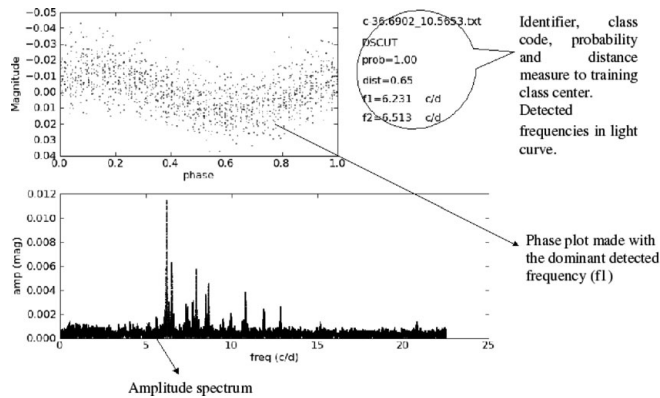 −0.05
−0.04
−0.03
−0.02
−0.01
0.00
0.01
0.02
0.03
0.04
Magnitude
0.0 0.2 0.4 0.6 0.8 1.0
phase
c 36.6902_10.5653.txt
DSCUT
prob=1.00
dist=0.65
f1=6.231 c/d
f2=6.513 c/d
Identifier, class
code, probability
and distance
measure to training
class center.
Detected
frequencies in light
curve.
0.012
0.010
0.008
0.006
0.004
0.002
0.000
amp (mag)
0 5 10 15 20 25
freq (c/d)
Phase plot made with
the dominant detected
frequency (f1)
Amplitude spectrum